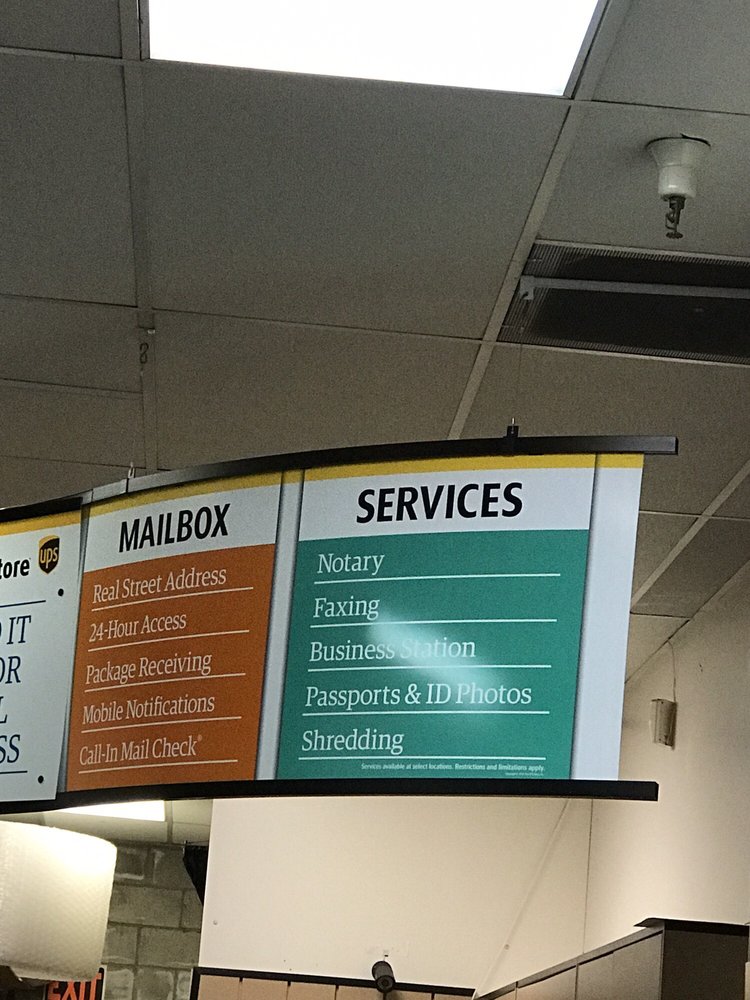 tore
ups
IT
OR
L
SS
MAILBOX
Real Street Address
24-Hour Access
Package Receiving
Mobile Notifications
Call-In Mail Check®
SERVICES
Notary
Faxing
Business Station
Passports & ID Photos
Shredding
Services available at select locations. Restrictions and limitations apply.
EXIT